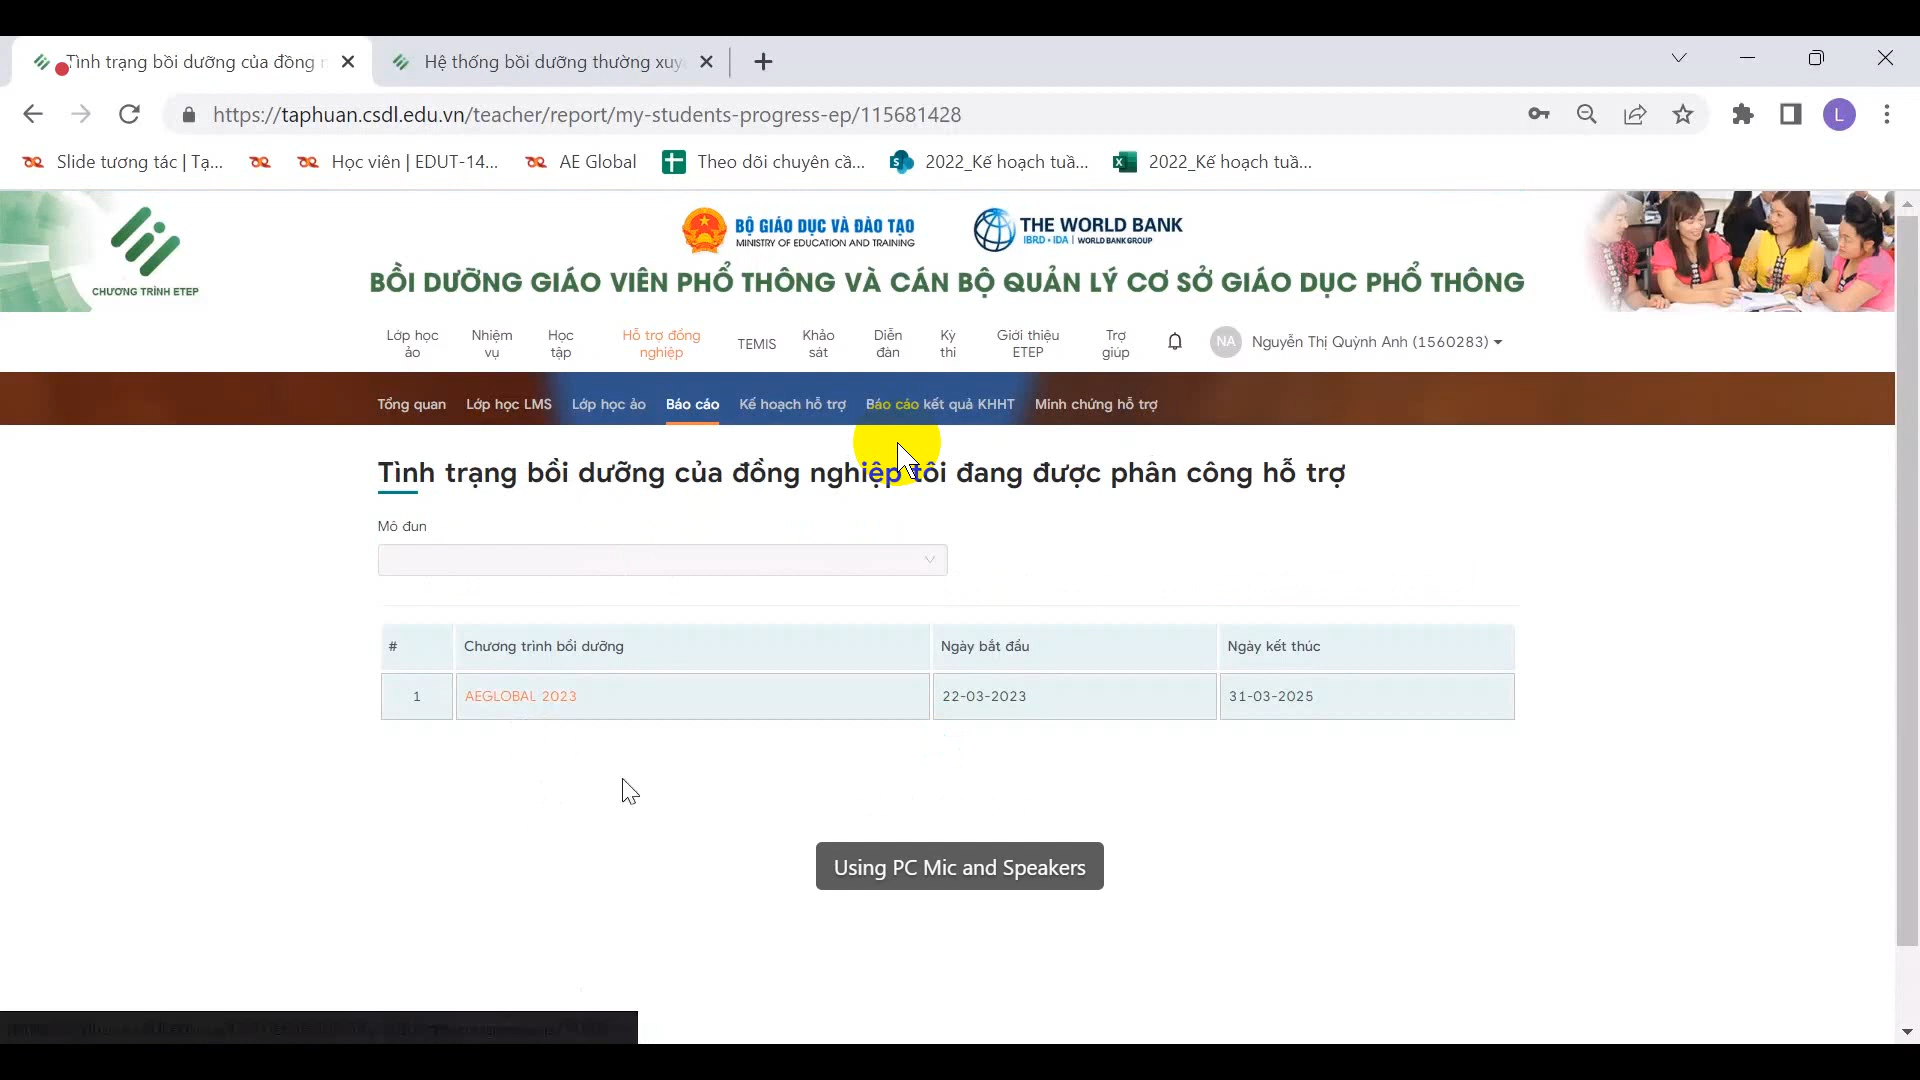 Tình trạng bồi dưỡng của đồng
Hệ thống bồi dưỡng thường xuy
https://taphuan.csdl.edu.vn/teacher/report/my-students-progress-ep/115681428
L
Slide tương tác | Tạ...
Học viên | EDUT-14...
AE Global
Theo dõi chuyên cầ...
2022_Kế hoạch tuầ...
2022_Kế hoạch tuầ...
CHƯƠNG TRÌNH ETEP
BỘ GIÁO DỤC VÀ ĐÀO TẠO
MINISTRY OF EDUCATION AND TRAINING
THE WORLD BANK
IBRD • IDA | WORLD BANK GROUP
BỒI DƯỠNG GIÁO VIÊN PHỔ THÔNG VÀ CÁN BỘ QUẢN LÝ CƠ SỞ GIÁO DỤC PHỔ THÔNG
Lớp học ảo
Nhiệm vụ
Học tập
Hỗ trợ đồng nghiệp
TEMIS
Khảo sát
Diễn đàn
Kỳ thi
Giới thiệu ETEP
Trợ giúp
NA
Nguyễn Thị Quỳnh Anh (1560283)
Tổng quan
Lớp học LMS
Lớp học ảo
Báo cáo
Kế hoạch hỗ trợ
Báo cáo kết quả KHHT
Minh chứng hỗ trợ
Tình trạng bồi dưỡng của đồng nghiệp tôi đang được phân công hỗ trợ
Mô đun
# Chương trình bồi dưỡng Ngày bắt đầu Ngày kết thúc
1 AEGLOBAL 2023 22-03-2023 31-03-2025
Using PC Mic and Speakers